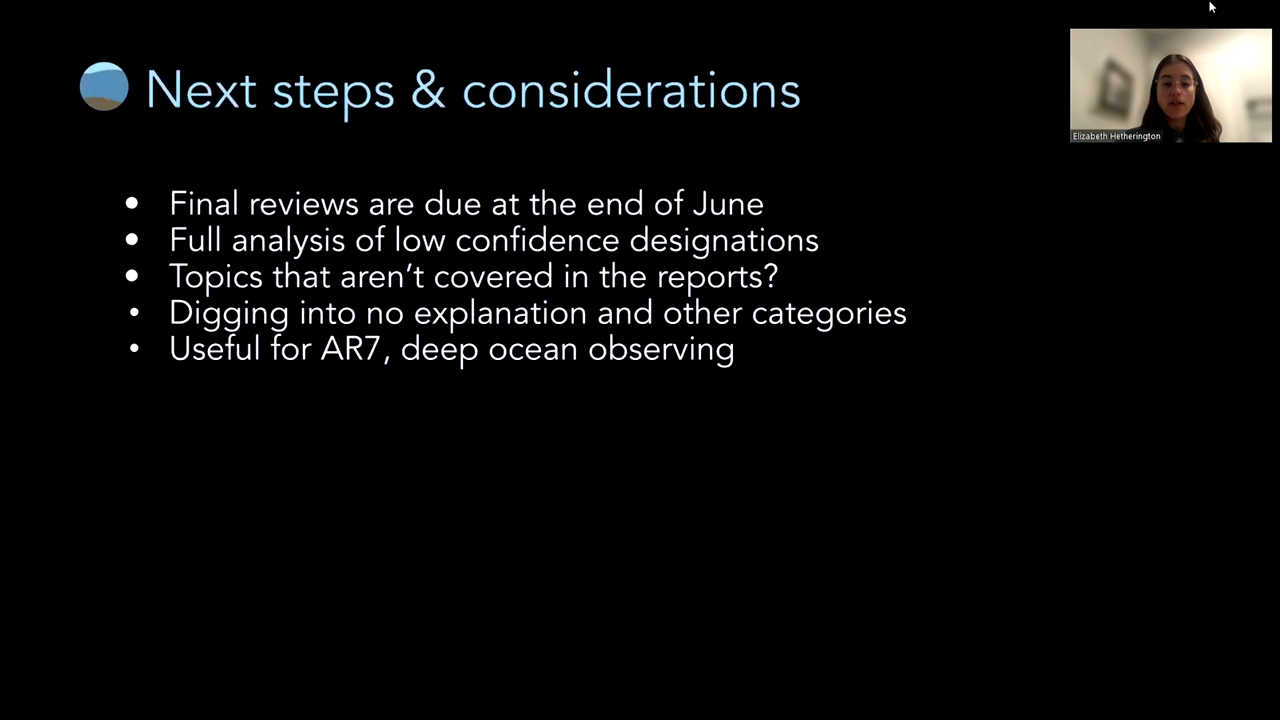 Next steps & considerations
Elizabeth Hetherington
• Final reviews are due at the end of June
• Full analysis of low confidence designations
• Topics that aren’t covered in the reports?
• Digging into no explanation and other categories
• Useful for AR7, deep ocean observing